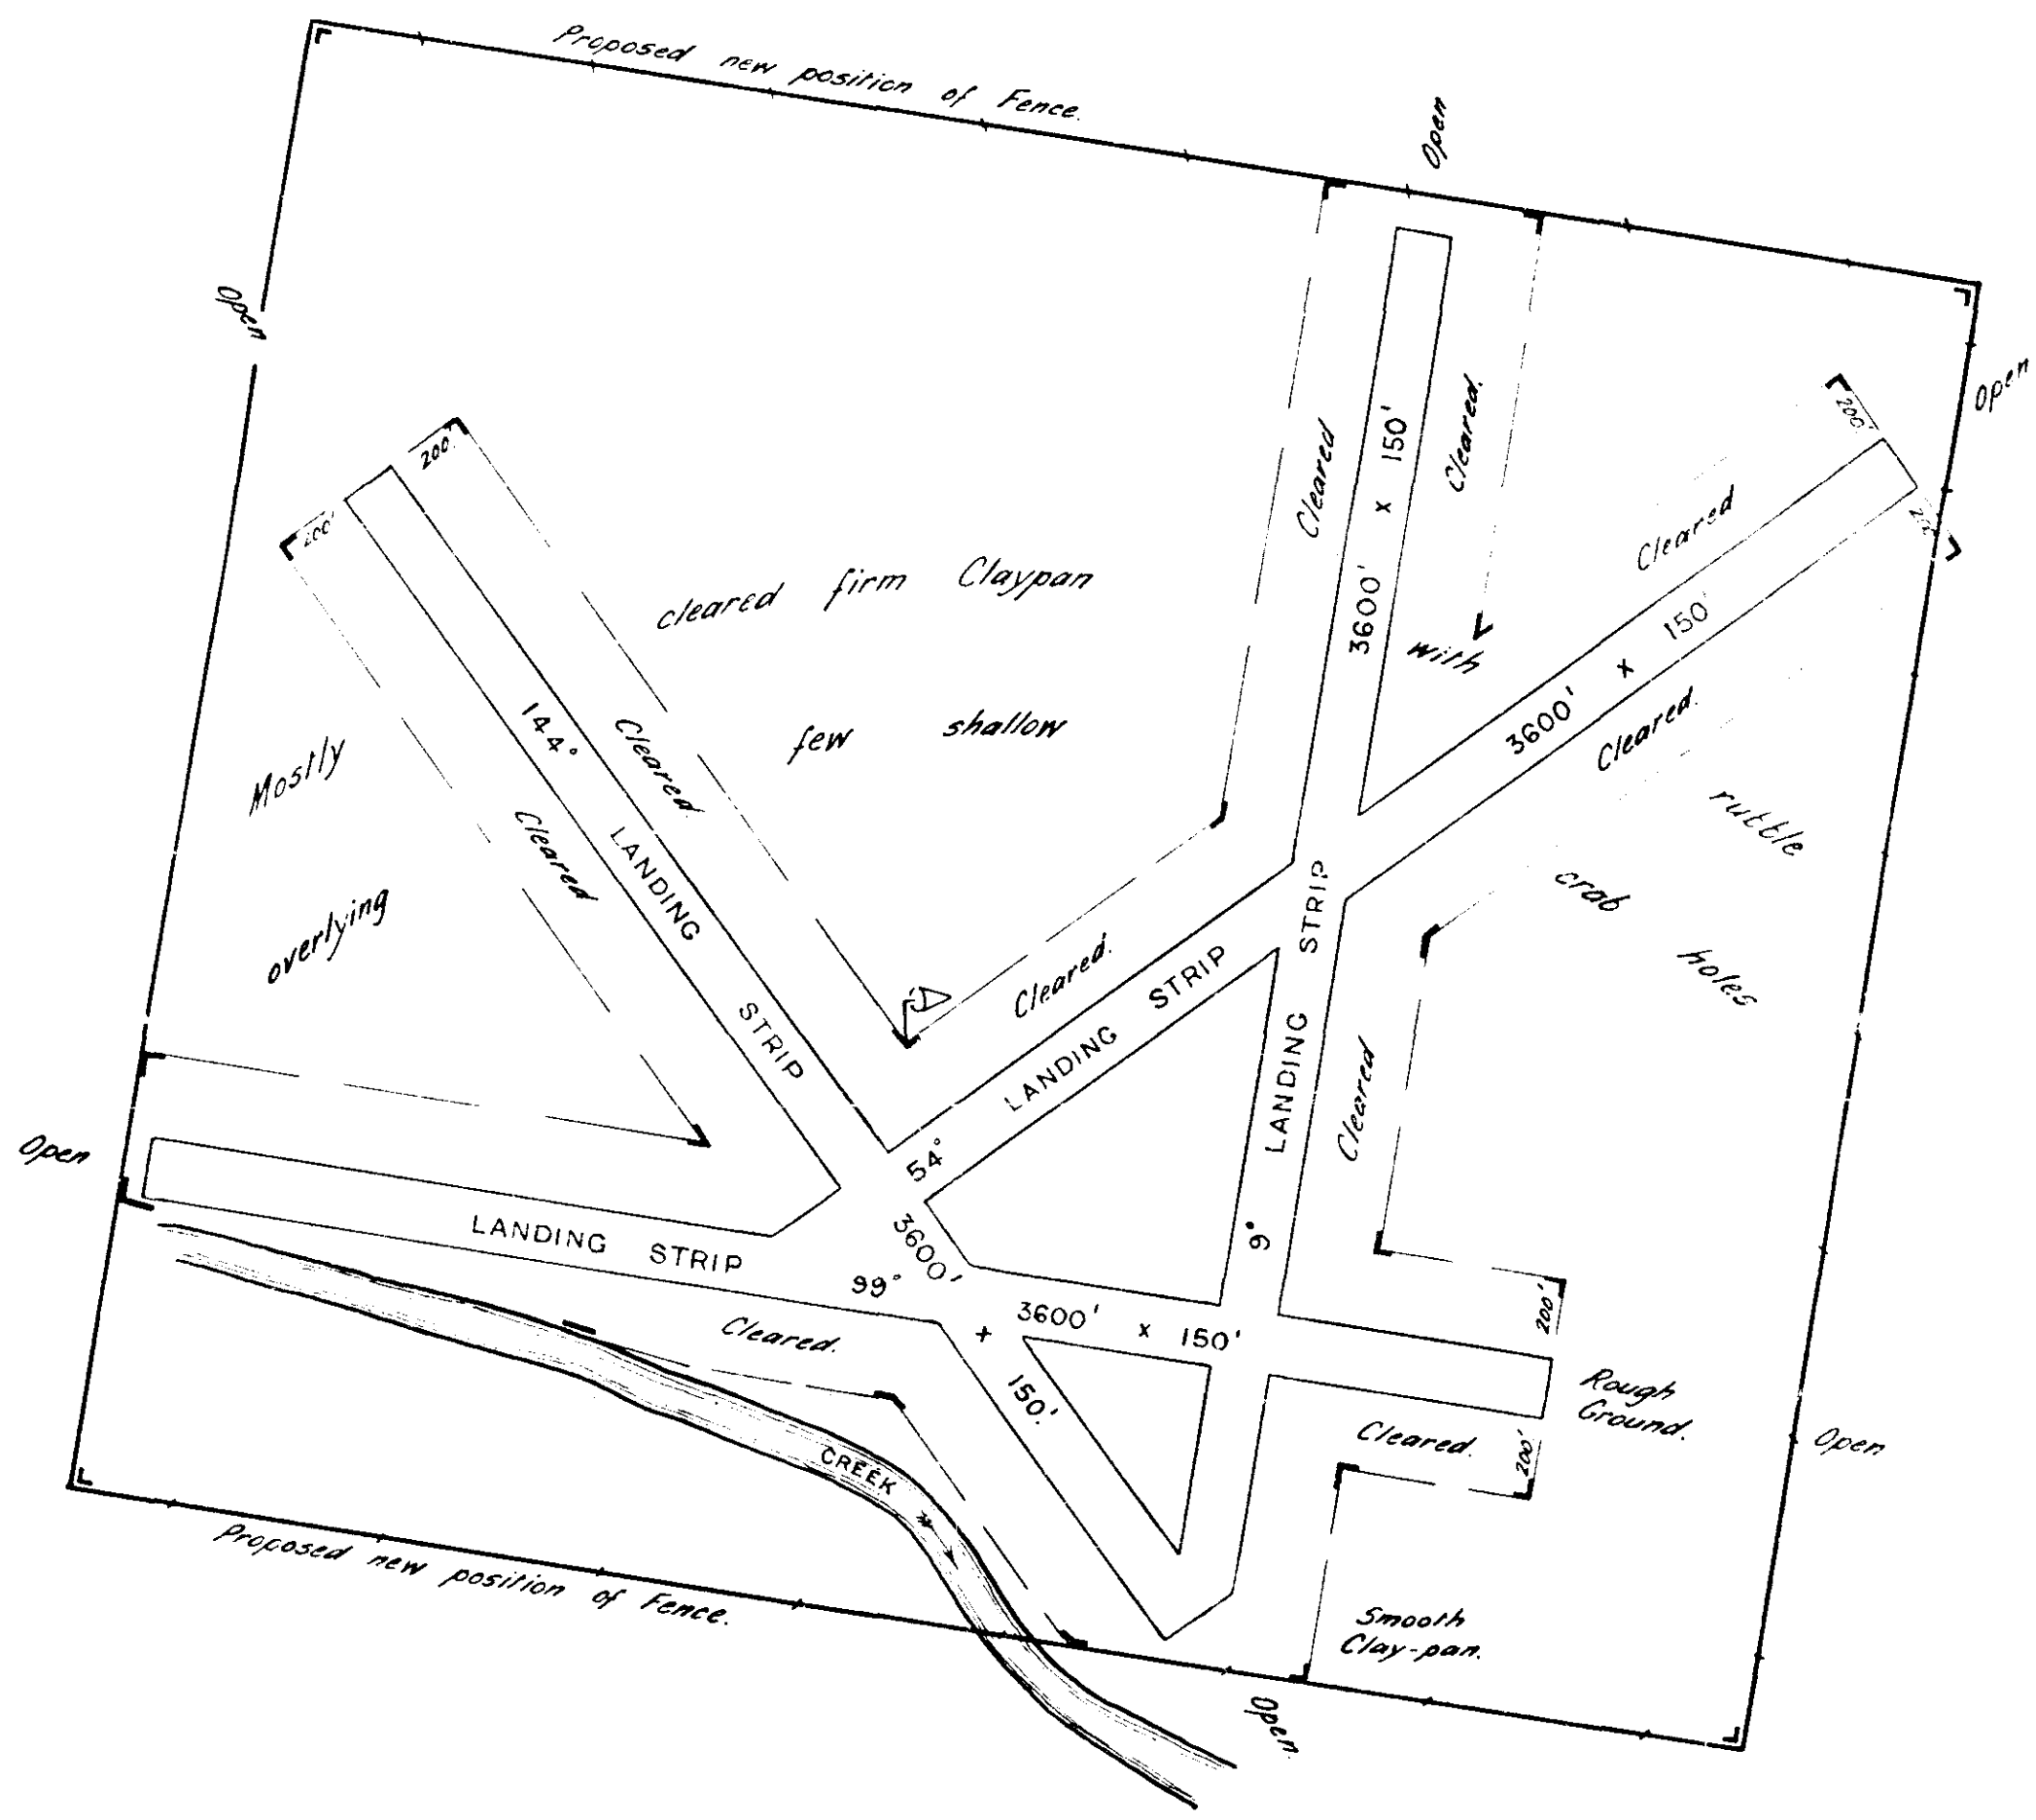 Proposed new position of Fence.
Open
Open
Open
200'
200'
200'
Cleared
Cleared.
3600' x 150'
Cleared
3600' x 150'
Cleared.
cleared firm Claypan
with
few shallow
rubble
crab
holes
Mostly
overlying
144°
LANDING STRIP
Cleared
Cleared.
Cleared.
LANDING STRIP
54°
LANDING STRIP
9°
Cleared
Open
LANDING STRIP
99°
3600' x 150'
3600'
+
150'.
Cleared.
200'
200'
Rough
Ground.
Cleared.
Open
CREEK
Smooth
Clay-pan.
Proposed new position of Fence.
Open.